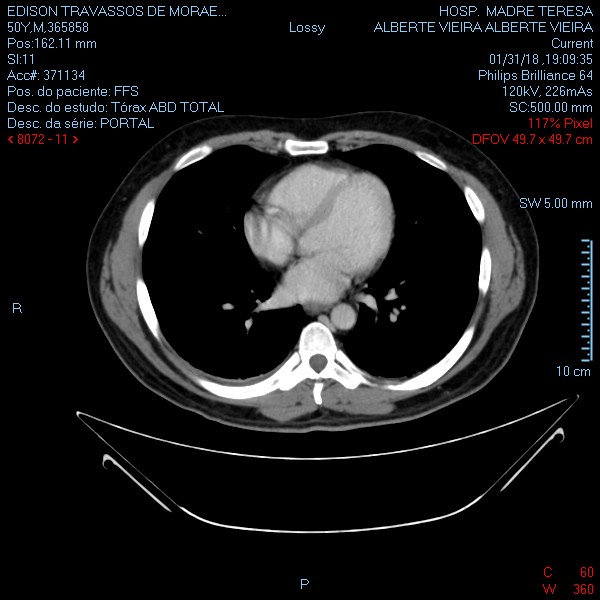 EDISON TRAVASSOS DE MORAE...
50Y,M,365858
Pos:162.11 mm
SI:11
Acc#: 371134
Pos. do paciente: FFS
Desc. do estudo: Tórax ABD TOTAL
Desc. da série: PORTAL
< 8072 - 11 >
Lossy
HOSP. MADRE TERESA
ALBERTE VIEIRA ALBERTE VIEIRA
Current
01/31/18 ,19:09:35
Philips Brilliance 64
120kV, 226mAs
SC:500.00 mm
117% Pixel
DFOV 49.7 x 49.7 cm
SW 5.00 mm
R
10 cm
P
C 60
W 360